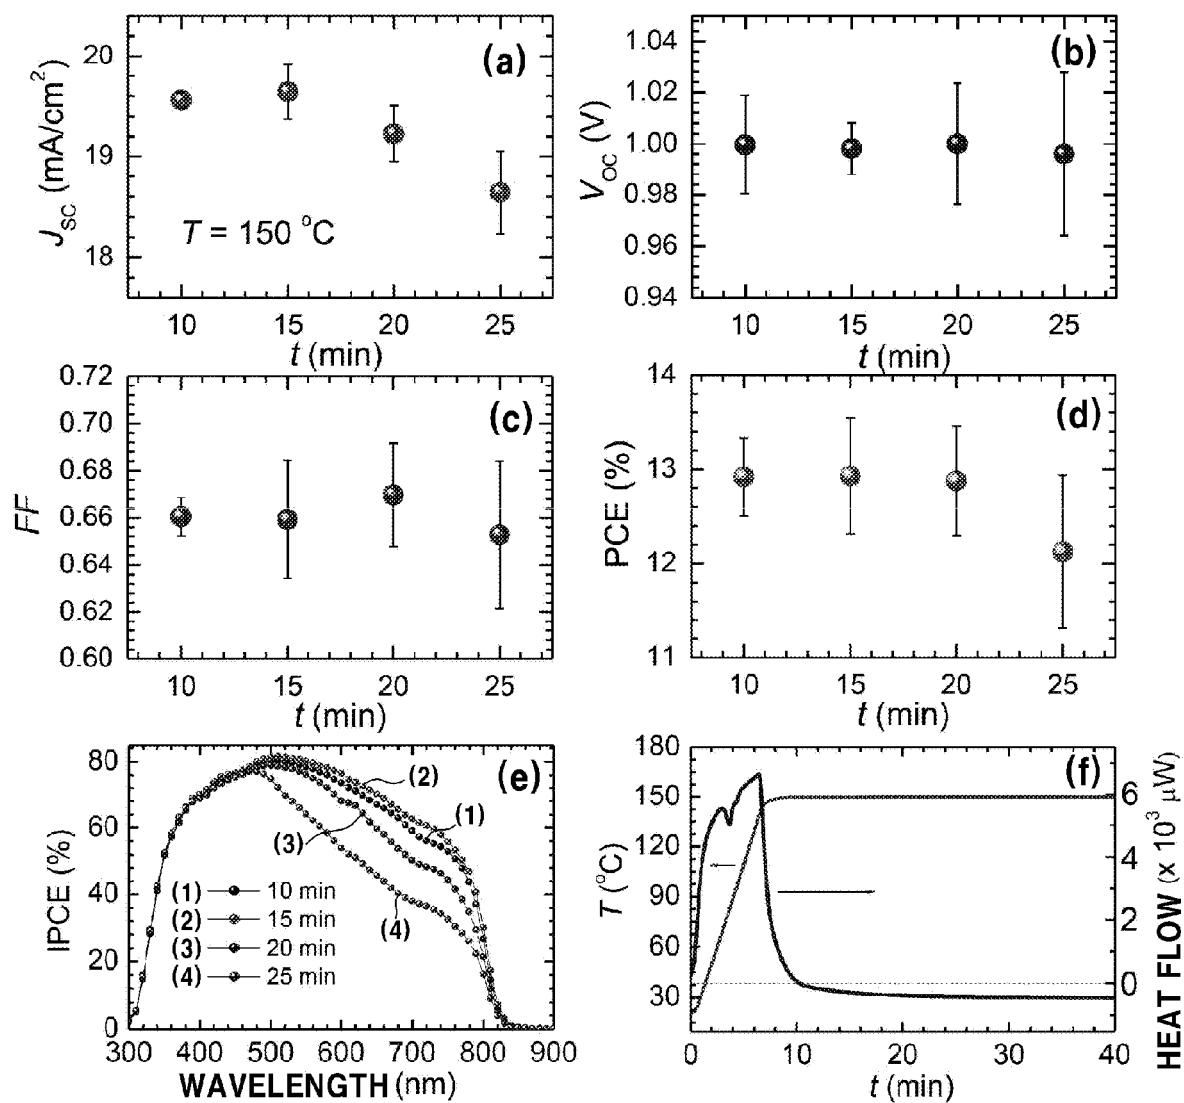 (a)
J_SC (mA/cm²)
20
19
18
T = 150 °C
10 15 20 25
t (min)
(b)
V_OC (V)
1.04
1.02
1.00
0.98
0.96
0.94
10 15 20 25
t (min)
(c)
FF
0.72
0.70
0.68
0.66
0.64
0.62
0.60
10 15 20 25
t (min)
(d)
PCE (%)
14
13
12
11
10 15 20 25
t (min)
(e)
IPCE (%)
80
60
40
20
0
(2)
(1)
(3)
(4)
(1) 10 min
(2) 15 min
(3) 20 min
(4) 25 min
300 400 500 600 700 800 900
WAVELENGTH (nm)
(f)
T (°C)
180
150
120
90
60
30
6
4
2
0
HEAT FLOW (x 10³ μW)
0 10 20 30 40
t (min)